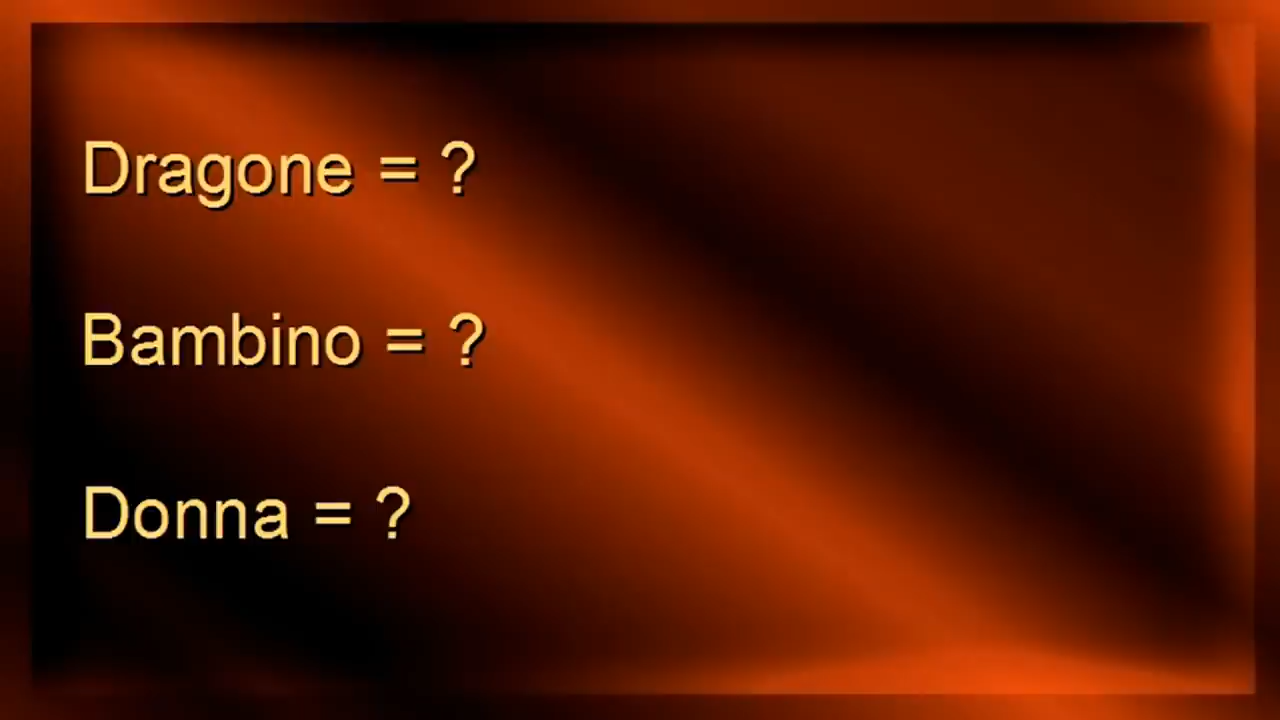 Dragone = ?
Bambino = ?
Donna = ?